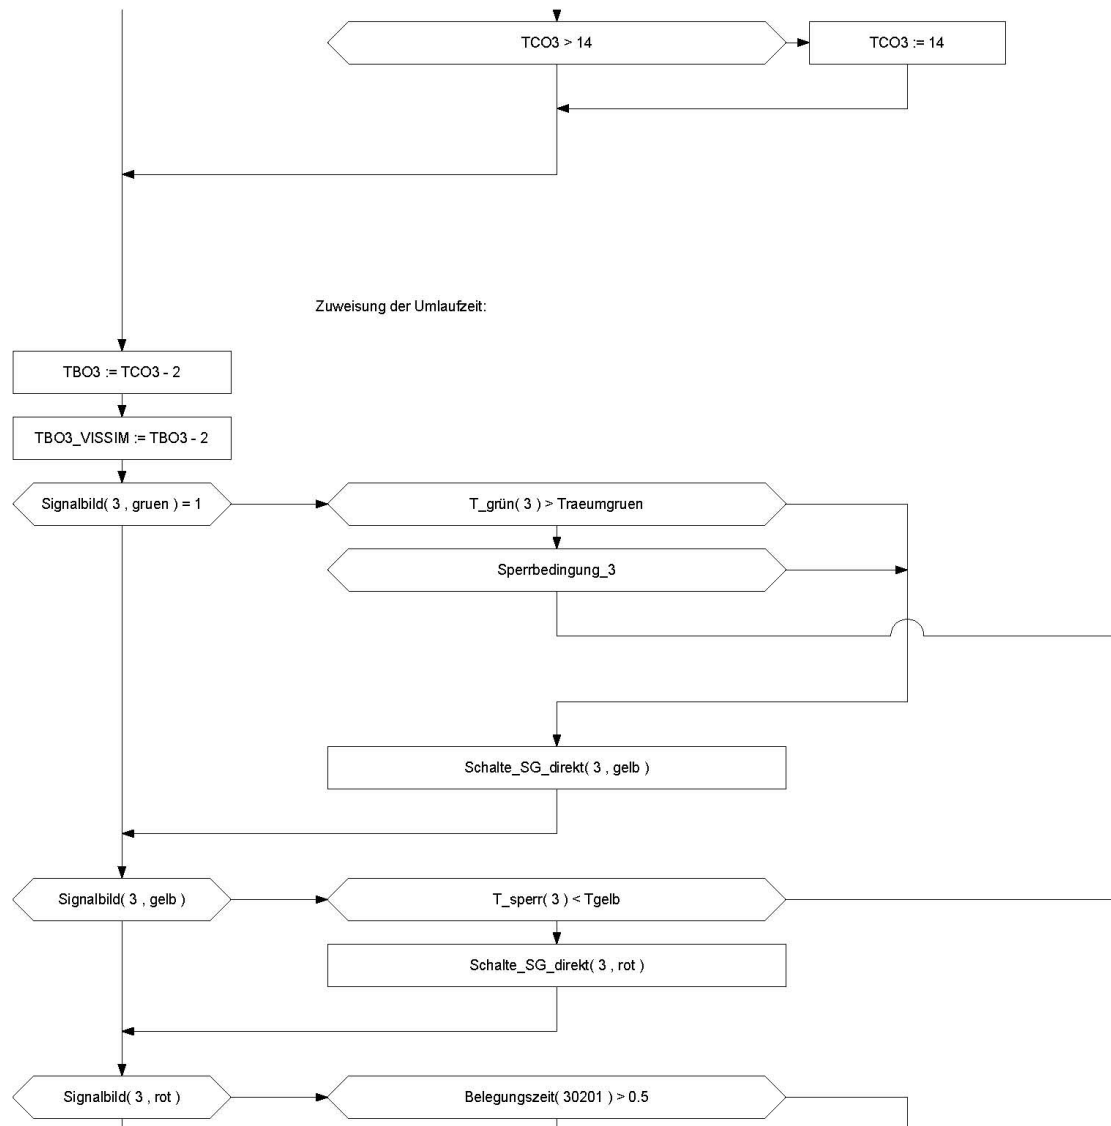 TCO3 > 14
TCO3 := 14
Zuweisung der Umlaufzeit:
TBO3 := TCO3 - 2
TBO3_VISSIM := TBO3 - 2
Signalbild( 3 , gruen ) = 1
T_grün( 3 ) > Traeumgruen
Sperrbedingung_3
Schalte_SG_direkt( 3 , gelb )
Signalbild( 3 , gelb )
T_sperr( 3 ) < Tgelb
Schalte_SG_direkt( 3 , rot )
Signalbild( 3 , rot )
Belegungszeit( 30201 ) > 0.5